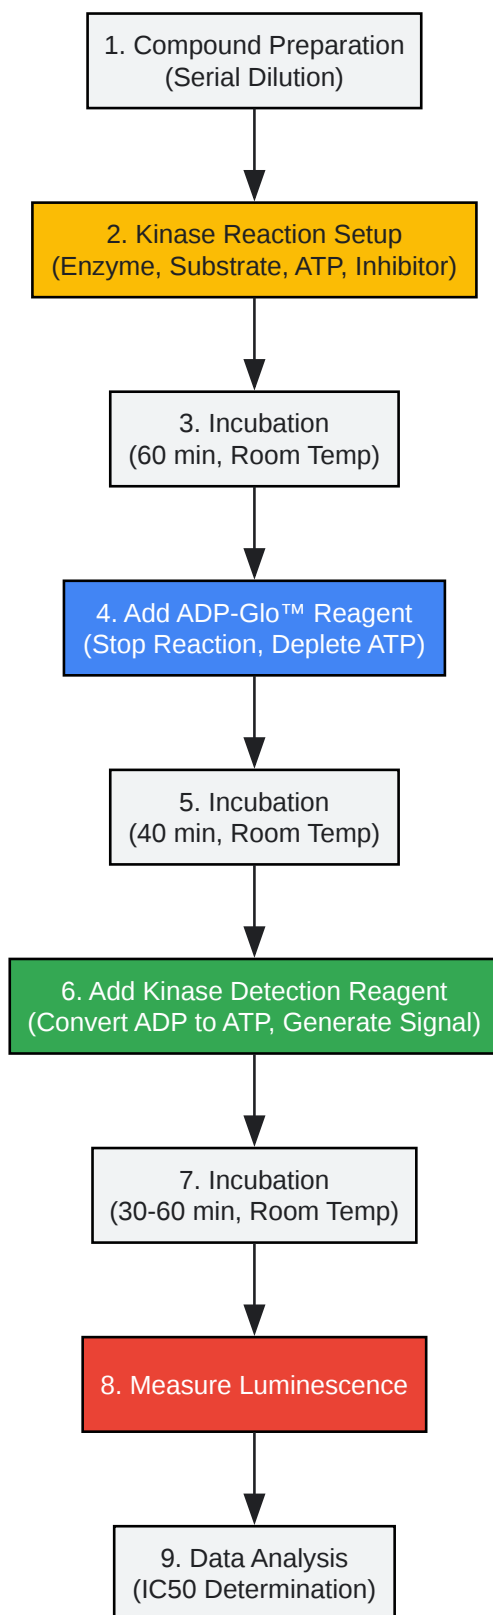 1. Compound Preparation
(Serial Dilution)
2. Kinase Reaction Setup
(Enzyme, Substrate, ATP, Inhibitor)
3. Incubation
(60 min, Room Temp)
4. Add ADP-Glo™ Reagent
(Stop Reaction, Deplete ATP)
5. Incubation
(40 min, Room Temp)
6. Add Kinase Detection Reagent
(Convert ADP to ATP, Generate Signal)
7. Incubation
(30-60 min, Room Temp)
8. Measure Luminescence
9. Data Analysis
(IC50 Determination)